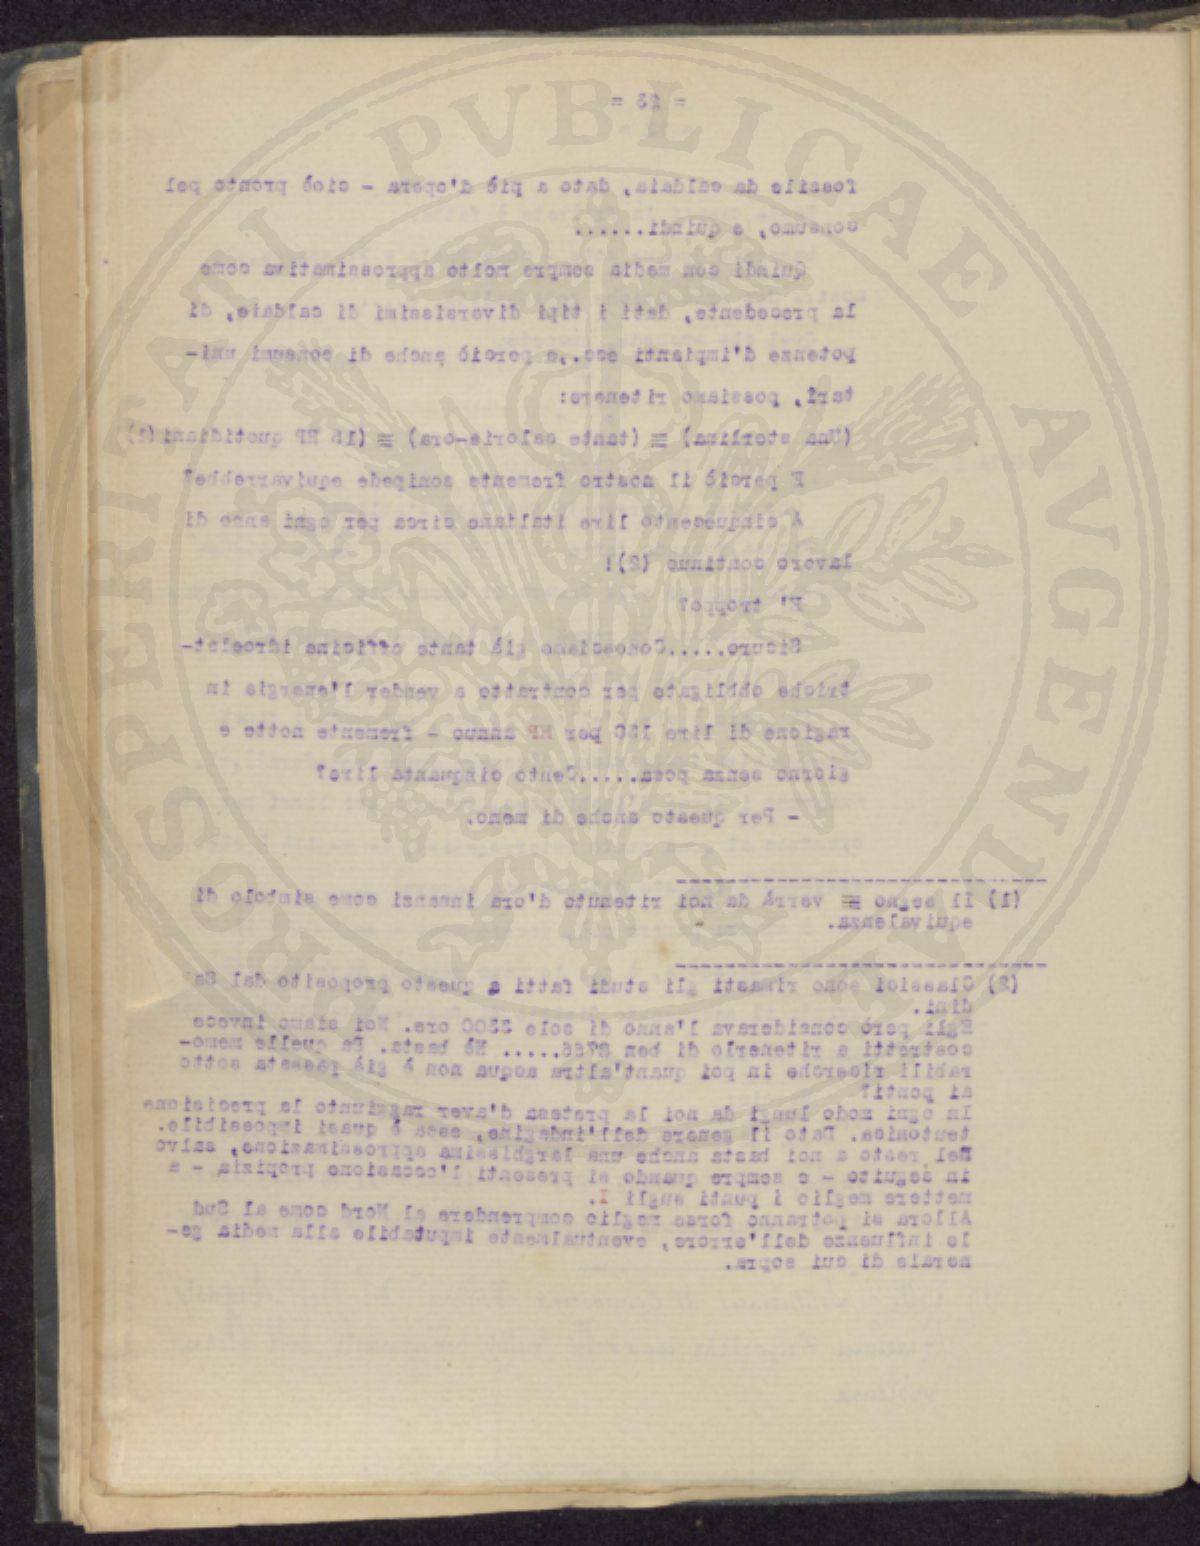 = 23 =
fossile da caldaia, dato a piè d'opera - cioè pronto pel
consumo, e quindi......
Quindi con media sempre molto approssimativa come
la precedente, dati i tipi diversissimi di caldaie, di
potenze d'impianti ecc., e perciò anche di consumi uni-
tarî, possiamo ritenere:
(Una sterlina) ≡ (tante calorie-ora) ≡ (15 HP quotidiani(1)
E perciò il nostro fremente sonipede equivarrebbe?
A cinquecento lire italiane circa per ogni anno di
lavoro continuo (2)!
E' troppo?
Sicuro.....Conosciamo già tante officine idroelet-
triche obbligate per contratto a vender l'energia in
ragione di lire 150 per HP annuo - fremente notte e
giorno senza posa......Cento cinquanta lire?
- Per questo anche di meno.
(1) Il segno ≡ verrà da noi ritenuto d'ora innanzi come simbolo di
equivalenza.
(2) Classici sono rimasti gli studi fatti a questo proposito dal Sal
dini.
Egli però considerava l'anno di sole 3300 ore. Noi siamo invece
costretti a ritenerlo di ben 8766..... Nè basta. Da quelle memo-
rabili ricerche in poi quant'altra acqua non è già passata sotto
ai ponti?
In ogni modo lungi da noi la pretesa d'aver raggiunto la precisione
teutonica. Dato il genere dell'indagine, essa è quasi impossibile.
Del resto a noi basta anche una larghissima approssimazione, salvo
in seguito - e sempre quando si presenti l'occasione propizia - a
mettere meglio i punti sugli I.
Allora si potranno forse meglio comprendere al Nord come al Sud
le influenze dell'errore, eventualmente imputabile alla media ge-
nerale di cui sopra.
PROSPERITATI PVBLICAE AVGENDAE